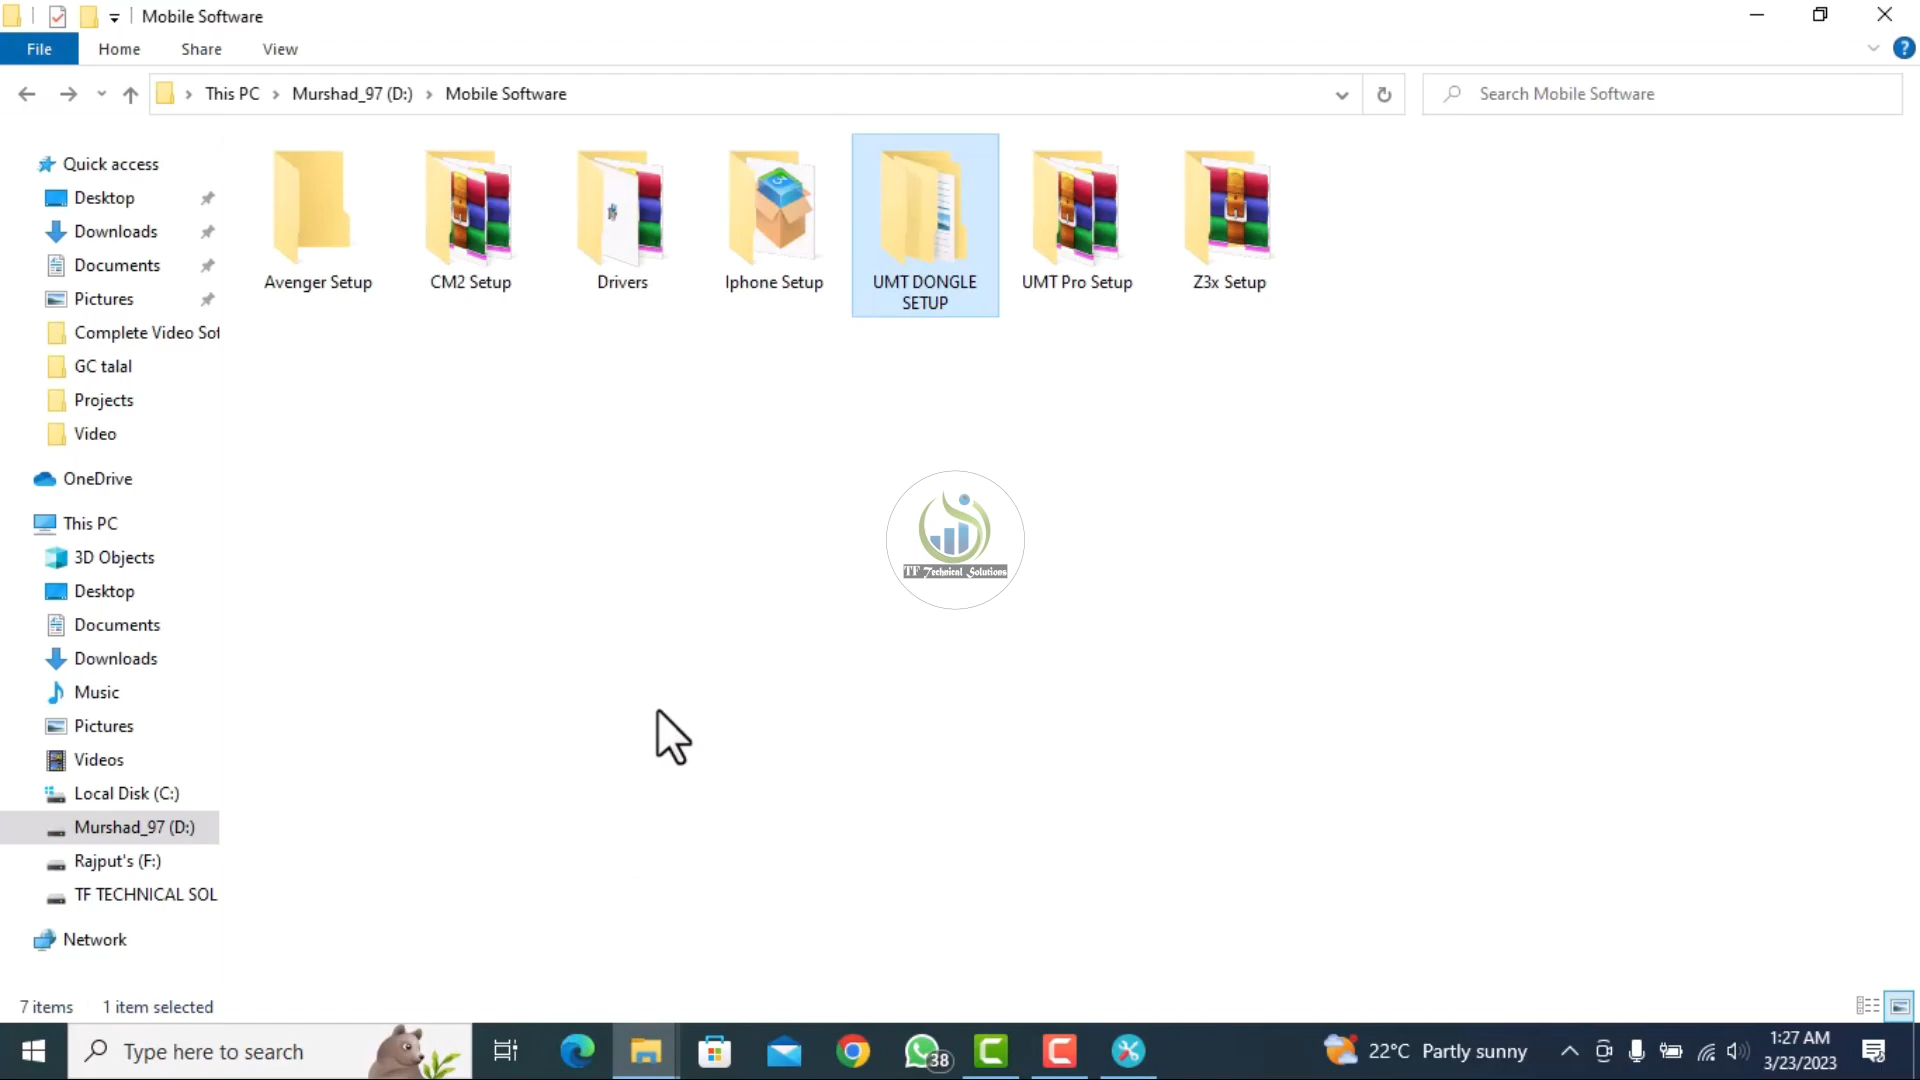 Mobile Software
File Home Share View
This PC Murshad_97 (D:) Mobile Software
Search Mobile Software
Quick access
Desktop
Downloads
Documents
Pictures
Complete Video Sof
GC talal
Projects
Video
OneDrive
This PC
3D Objects
Desktop
Documents
Downloads
Music
Pictures
Videos
Local Disk (C:)
Murshad_97 (D:)
Rajput's (F:)
TF TECHNICAL SOL
Network
Avenger Setup
CM2 Setup
Drivers
Iphone Setup
UMT DONGLE
SETUP
UMT Pro Setup
Z3x Setup
TF Technical Solutions
7 items 1 item selected
Type here to search
38
22°C Partly sunny
1:27 AM
3/23/2023